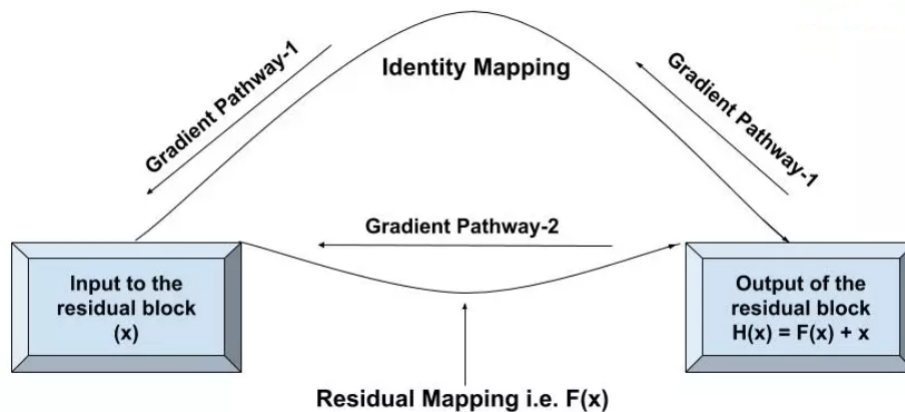 Gradient Pathway-1
Identity Mapping
Gradient Pathway-1
Gradient Pathway-2
Input to the
residual block
(x)
Output of the
residual block
H(x) = F(x) + x
Residual Mapping i.e. F(x)